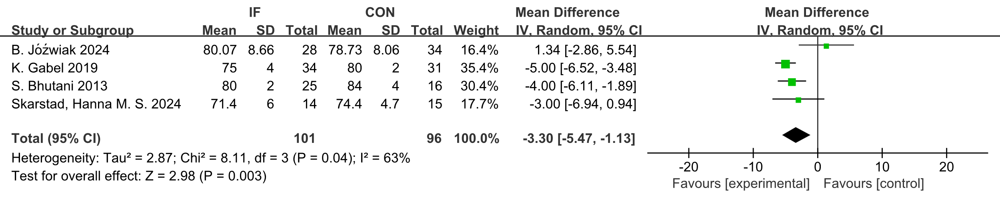 IF CON Mean Difference Mean Difference
Study or Subgroup Mean SD Total Mean SD Total Weight IV, Random, 95% CI IV, Random, 95% CI
B. Jóźwiak 2024 80.07 8.66 28 78.73 8.06 34 16.4% 1.34 [-2.86, 5.54]
K. Gabel 2019 75 4 34 80 2 31 35.4% -5.00 [-6.52, -3.48]
S. Bhutani 2013 80 2 25 84 4 16 30.4% -4.00 [-6.11, -1.89]
Skarstad, Hanna M. S. 2024 71.4 6 14 74.4 4.7 15 17.7% -3.00 [-6.94, 0.94]
Total (95% CI) 101 96 100.0% -3.30 [-5.47, -1.13]
Heterogeneity: Tau² = 2.87; Chi² = 8.11, df = 3 (P = 0.04); I² = 63%
Test for overall effect: Z = 2.98 (P = 0.003)
-20 -10 0 10 20
Favours [experimental] Favours [control]